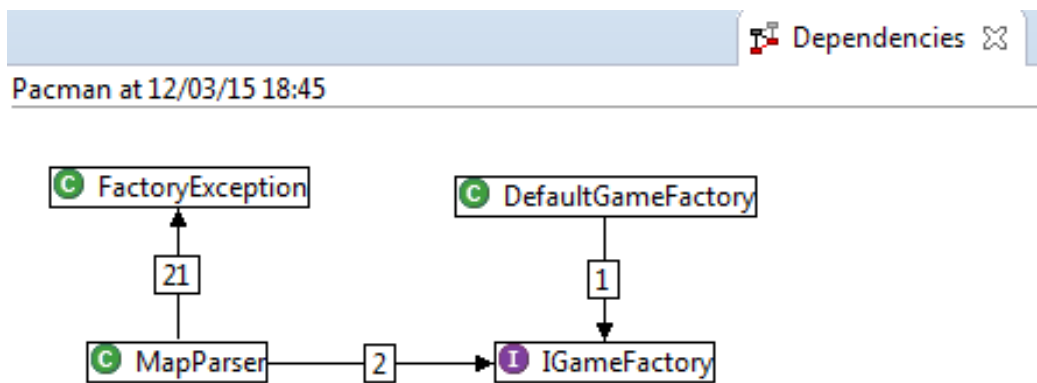 Dependencies
Pacman at 12/03/15 18:45
C FactoryException
C DefaultGameFactory
21
1
C MapParser
2
I IGameFactory